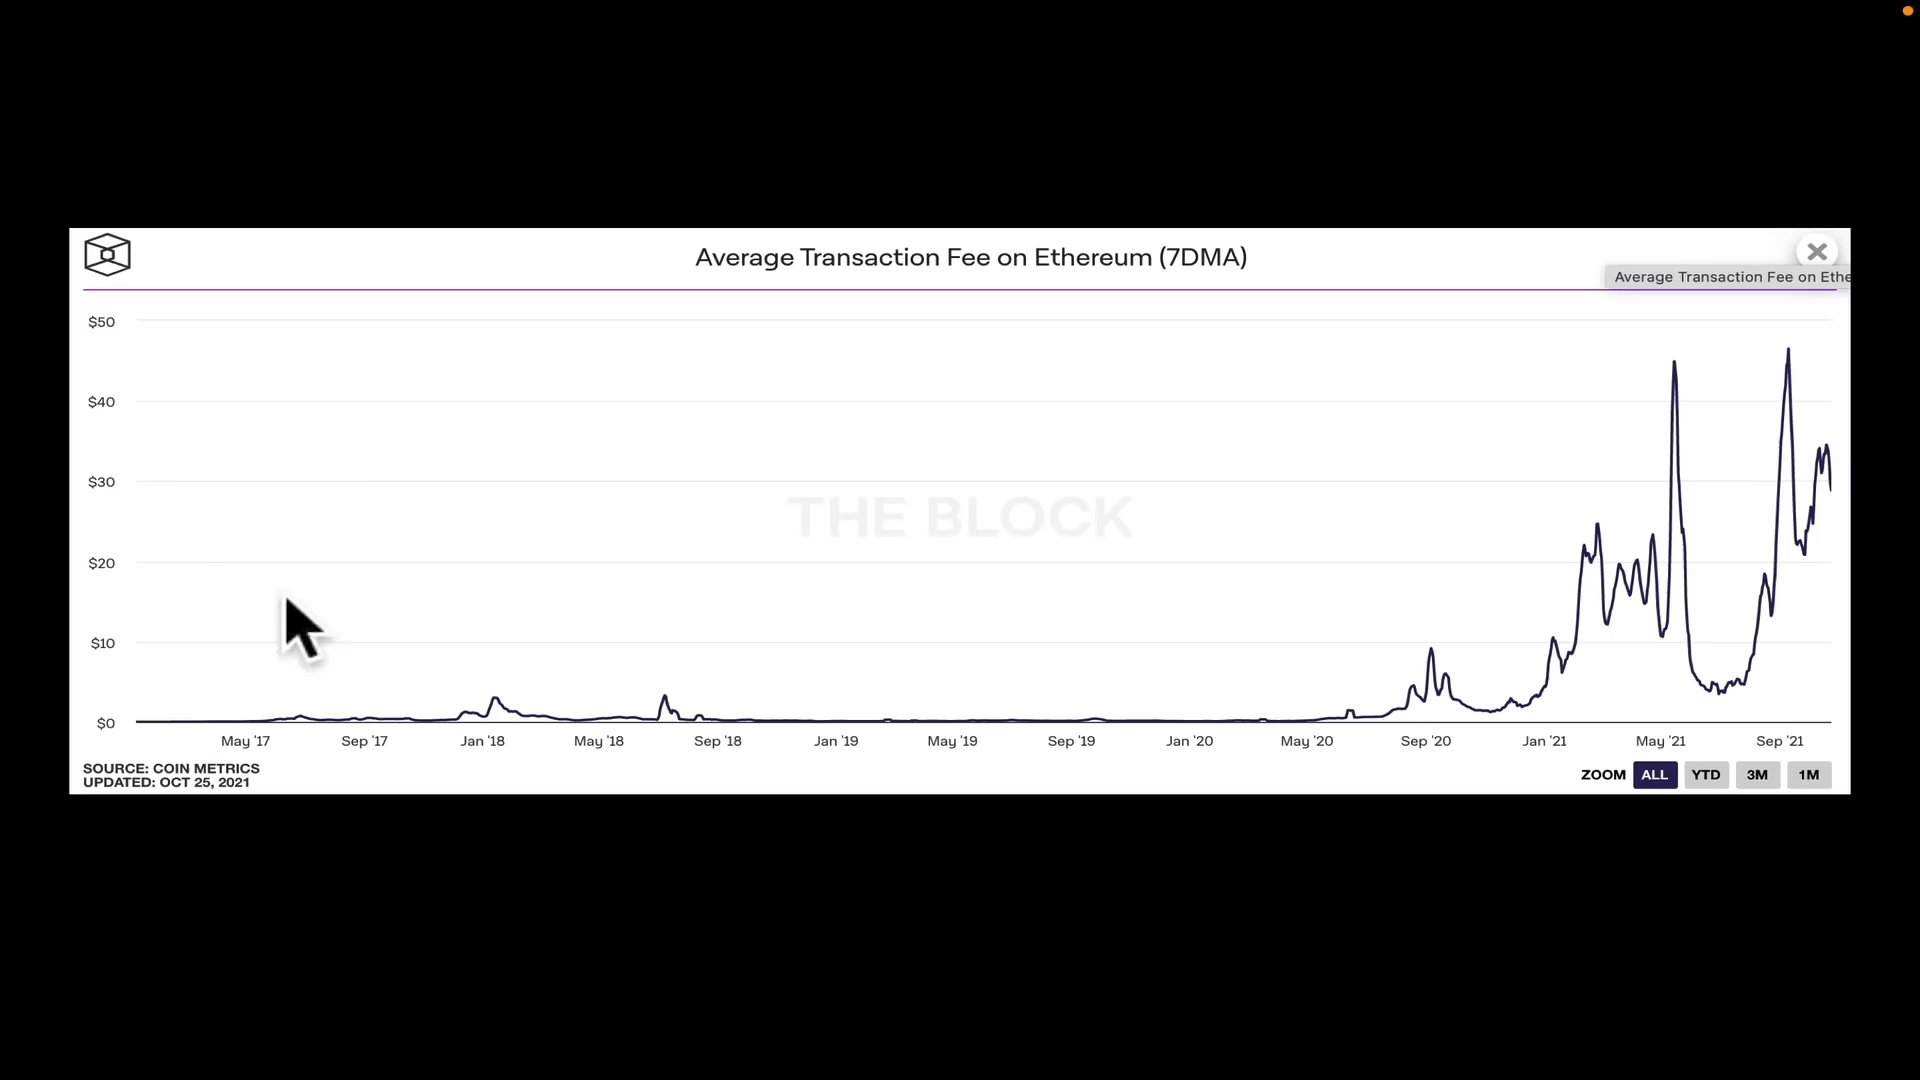 Average Transaction Fee on Ethereum (7DMA)
Average Transaction Fee on Ethe
$50
$40
$30
THE BLOCK
$20
$10
$0
May '17 Sep '17 Jan '18 May '18 Sep '18 Jan '19 May '19 Sep '19 Jan '20 May '20 Sep '20 Jan '21 May '21 Sep '21
SOURCE: COIN METRICS
UPDATED: OCT 25, 2021
ZOOM ALL YTD 3M 1M